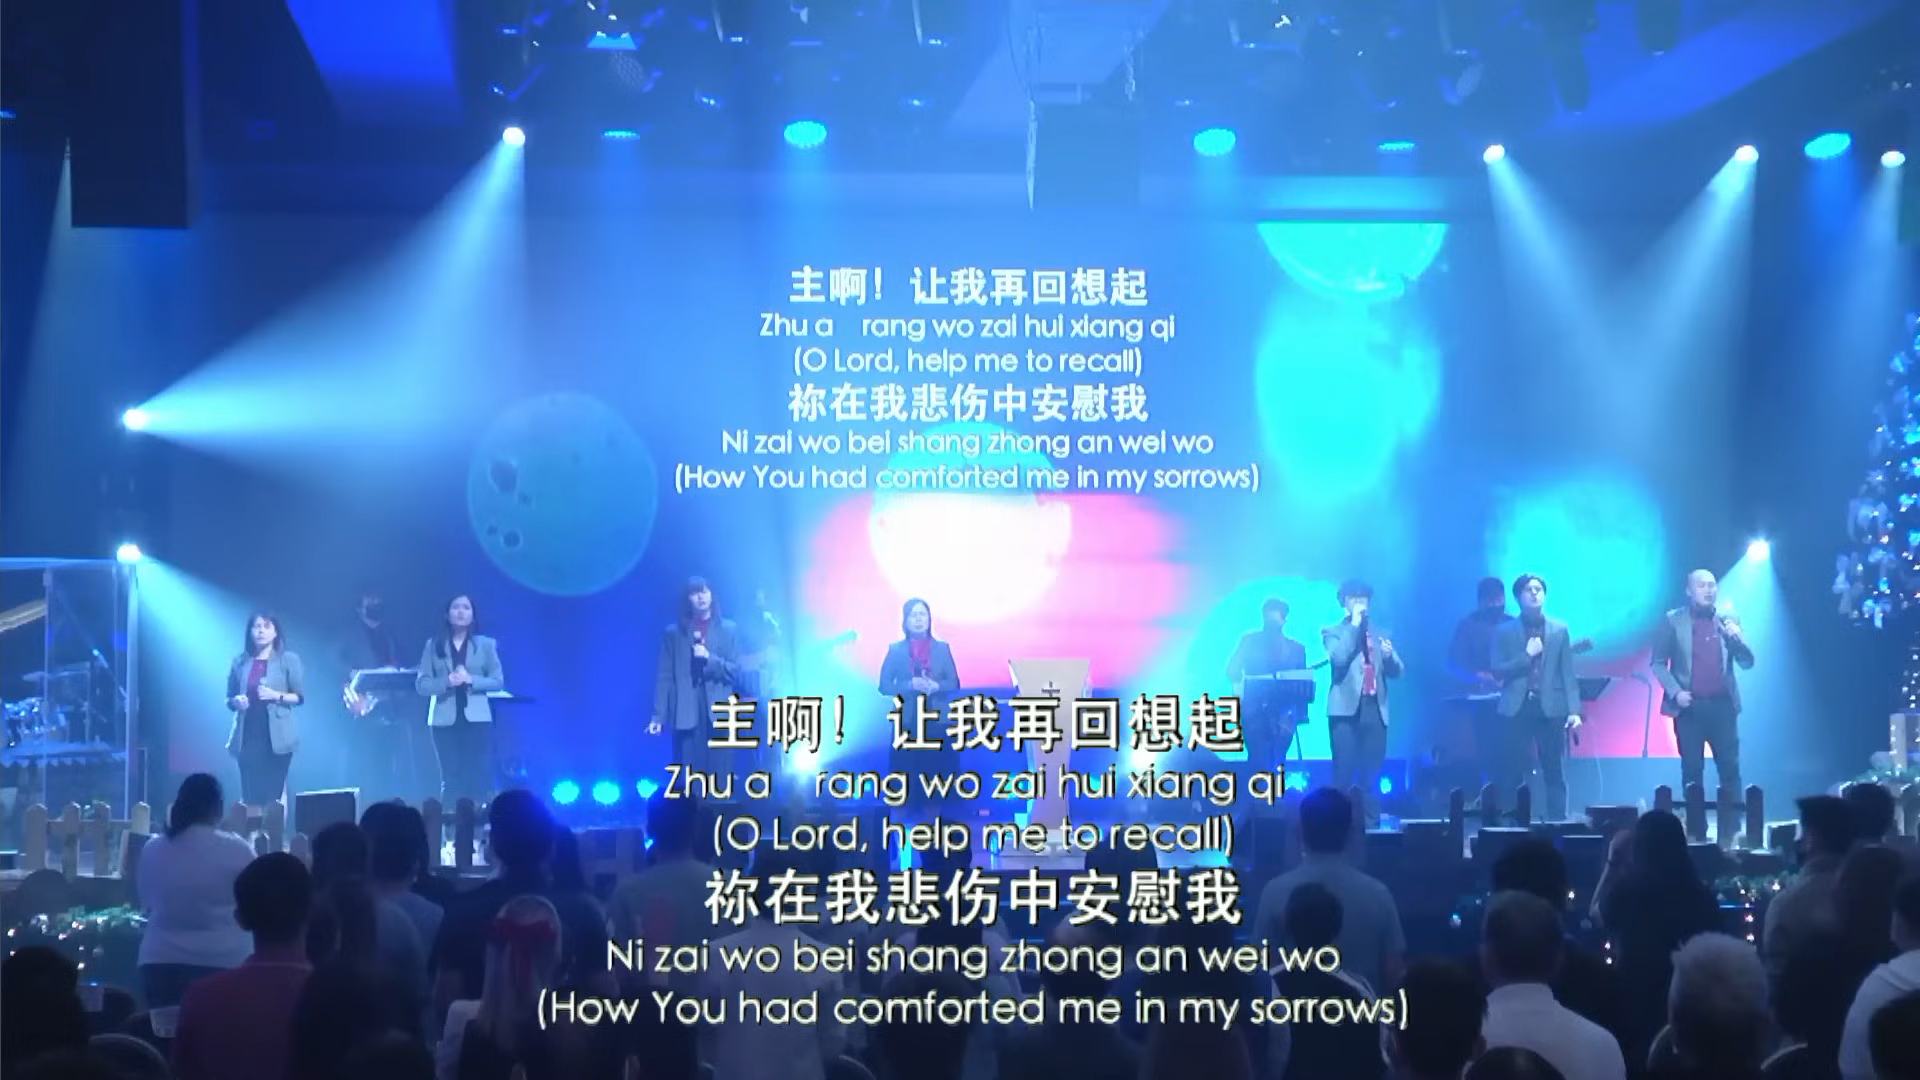 主啊！ 让我再回想起
Zhu a rang wo zai hui xiang qi
(O Lord, help me to recall)
祢在我悲伤中安慰我
Ni zai wo bei shang zhong an wei wo
(How You had comforted me in my sorrows)
主啊！ 让我再回想起
Zhu a rang wo zai hui xiang qi
(O Lord, help me to recall)
祢在我悲伤中安慰我
Ni zai wo bei shang zhong an wei wo
(How You had comforted me in my sorrows)